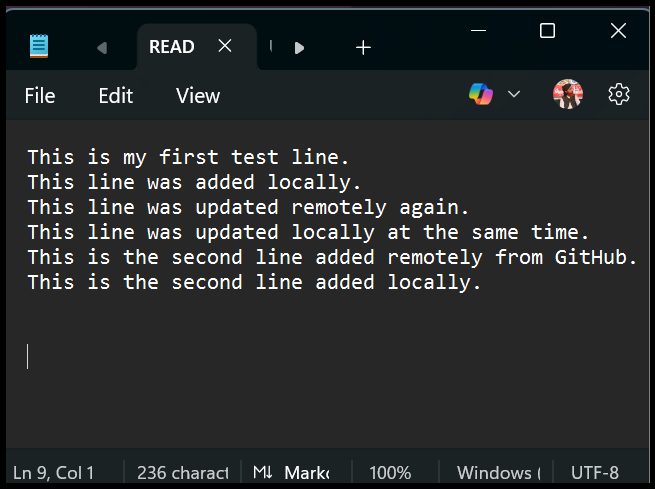 READ
File Edit View
This is my first test line.
This line was added locally.
This line was updated remotely again.
This line was updated locally at the same time.
This is the second line added remotely from GitHub.
This is the second line added locally.
Ln 9, Col 1 236 charact M↓ Mark 100% Windows ( UTF-8